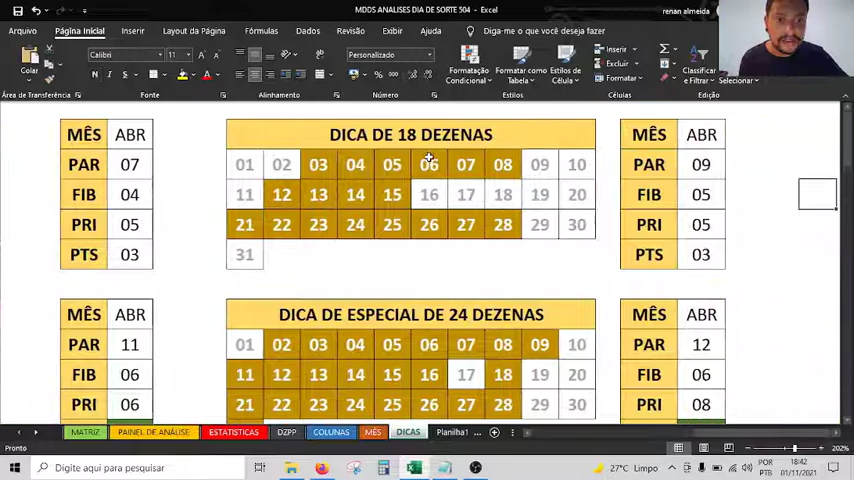 MDDS ANALISES DIA DE SORTE 504 - Excel
renan almeida
Arquivo Página Inicial Inserir Layout da Página Fórmulas Dados Revisão Exibir Ajuda Diga-me o que você deseja fazer
Colar
Calibri 11
N I S
Personalizado
Formatação Condicional
Formatar como Tabela
Estilos de Célula
Inserir
Excluir
Formatar
Classificar e Filtrar
Localizar e Selecionar
Área de Transferência Fonte Alinhamento Número Estilos Células Edição
MÊS ABR
PAR 07
FIB 04
PRI 05
PTS 03
DICA DE 18 DEZENAS
01 02 03 04 05 06 07 08 09 10
11 12 13 14 15 16 17 18 19 20
21 22 23 24 25 26 27 28 29 30
31
MÊS ABR
PAR 09
FIB 05
PRI 05
PTS 03
MÊS ABR
PAR 11
FIB 06
PRI 06
DICA DE ESPECIAL DE 24 DEZENAS
01 02 03 04 05 06 07 08 09 10
11 12 13 14 15 16 17 18 19 20
21 22 23 24 25 26 27 28 29 30
MÊS ABR
PAR 12
FIB 06
PRI 08
MATRIZ PAINEL DE ANÁLISE ESTATISTICAS DZPP COLUNAS MÊS DICAS Planilha1 ...
Pronto
202%
Digite aqui para pesquisar
27°C Limpo
POR
PTB
18:42
01/11/2021